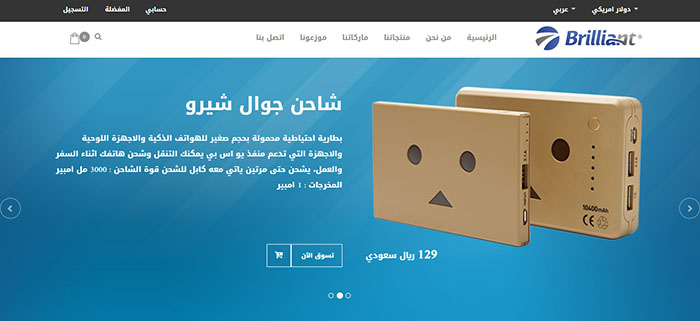 دولار امريكي
عربي
حسابي
المفضلة
التسجيل
Brilliant®
الرئيسية
من نحن
منتجاتنا
ماركاتنا
موزعونا
اتصل بنا
0
شاحن جوال شيرو
بطارية احتياطية محمولة بحجم صغير للهواتف الذكية والاجهزة اللوحية
والاجهزة التي تدعم منفذ يو اس بي يمكنك التنقل وشحن هاتفك اثناء السفر
والعمل، يشحن حتى مرتين ياتي معه كابل للشحن قوة الشاحن : 3000 مل امبير
المخرجات : 1 امبير
10400mAh
CE
129 ريال سعودي
تسوق الآن